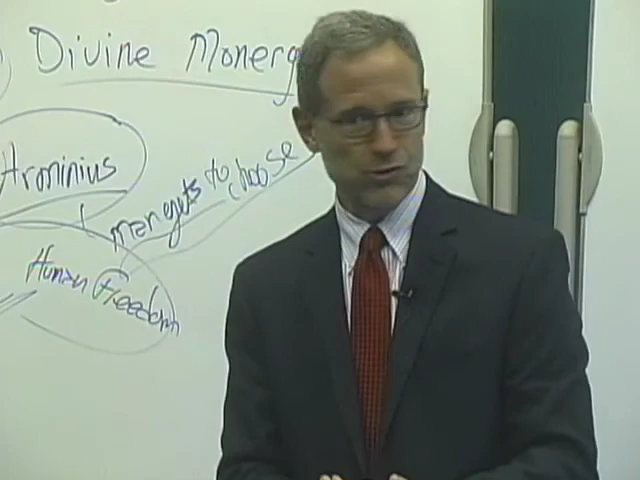 Divine Monerg
Arminius
man gets to choose
Human Freedom